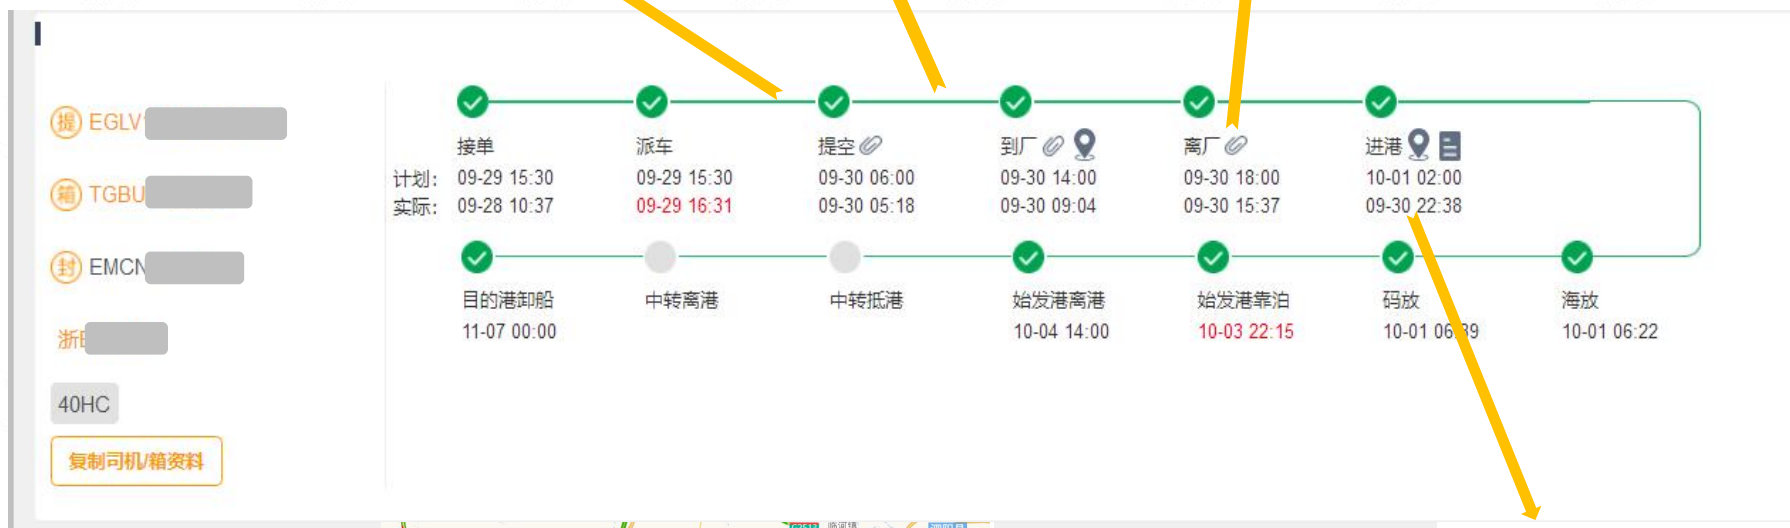 提 EGLV
箱 TGBU
封 EMCN
浙
40HC
复制司机/箱资料
接单 派车 提空 到厂 离厂 进港
计划: 09-29 15:30 09-29 15:30 09-30 06:00 09-30 14:00 09-30 18:00 10-01 02:00
实际: 09-28 10:37 09-29 16:31 09-30 05:18 09-30 09:04 09-30 15:37 09-30 22:38
目的港卸船 中转离港 中转抵港 始发港离港 始发港靠泊 码放 海放
11-07 00:00 10-04 14:00 10-03 22:15 10-01 10-01 06:22